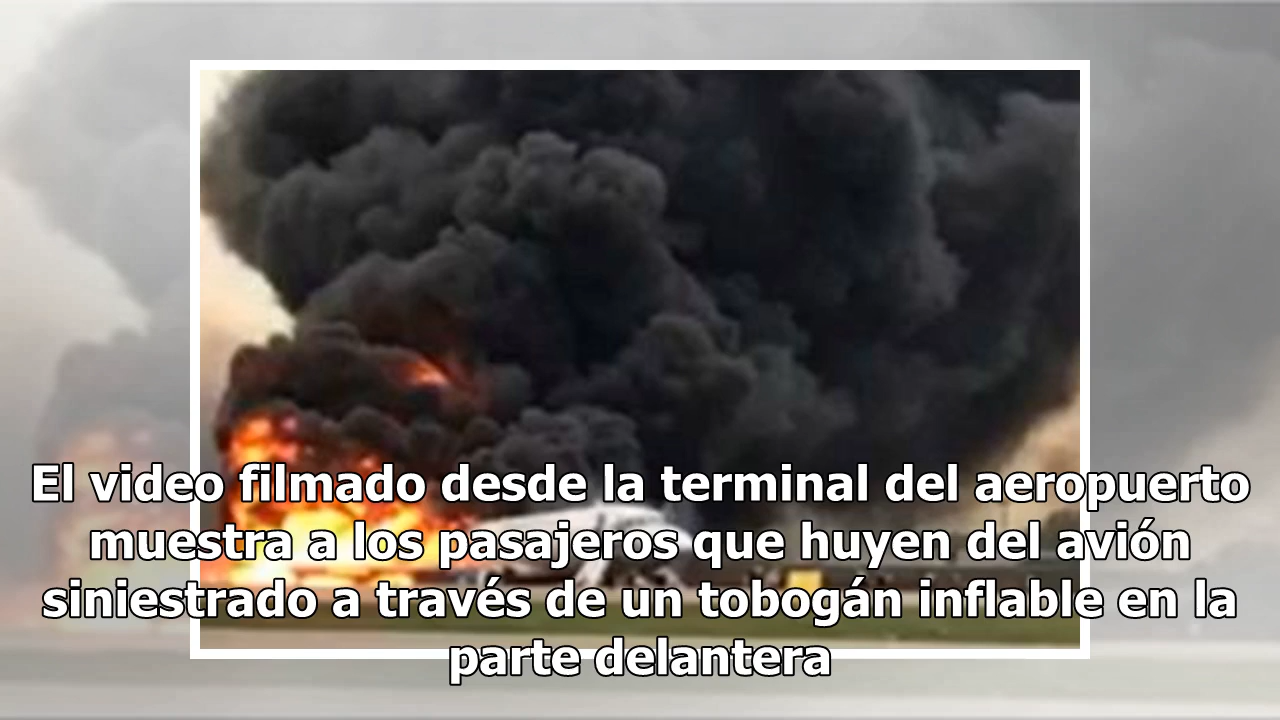 El video filmado desde la terminal del aeropuerto
muestra a los pasajeros que huyen del avión
siniestrado a través de un tobogán inflable en la
parte delantera